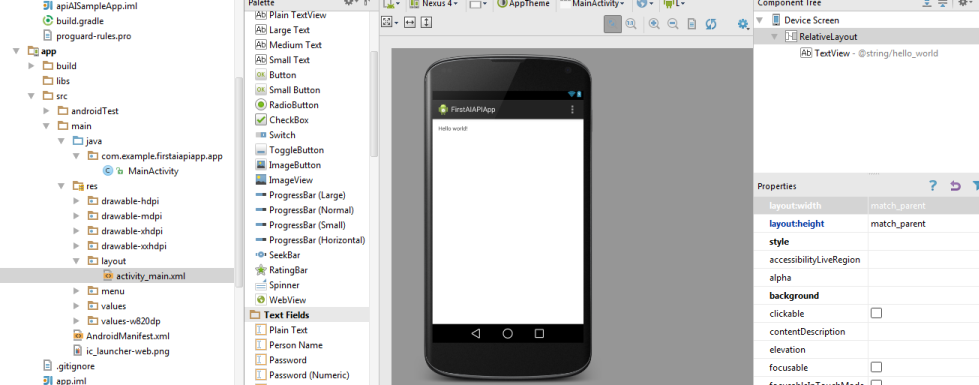 apiAISampleApp.iml
build.gradle
proguard-rules.pro
app
build
libs
src
androidTest
main
java
com.example.firstaiapiapp.app
MainActivity
res
drawable-hdpi
drawable-mdpi
drawable-xhdpi
drawable-xxhdpi
layout
activity_main.xml
menu
values
values-w820dp
AndroidManifest.xml
ic_launcher-web.png
.gitignore
app.iml
Palette
Plain TextView
Large Text
Medium Text
Small Text
Button
Small Button
RadioButton
CheckBox
Switch
ToggleButton
ImageButton
ImageView
ProgressBar (Large)
ProgressBar (Normal)
ProgressBar (Small)
ProgressBar (Horizontal)
SeekBar
RatingBar
Spinner
WebView
Text Fields
Plain Text
Person Name
Password
Password (Numeric)
Nexus 4
AppTheme
MainActivity
L
FirstAIAPIApp
Hello world!
Component Tree
Device Screen
RelativeLayout
Ab TextView - @string/hello_world
Properties
layout:width match_parent
layout:height match_parent
style
accessibilityLiveRegion
alpha
background
clickable
contentDescription
elevation
focusable
focusableInTouchMode